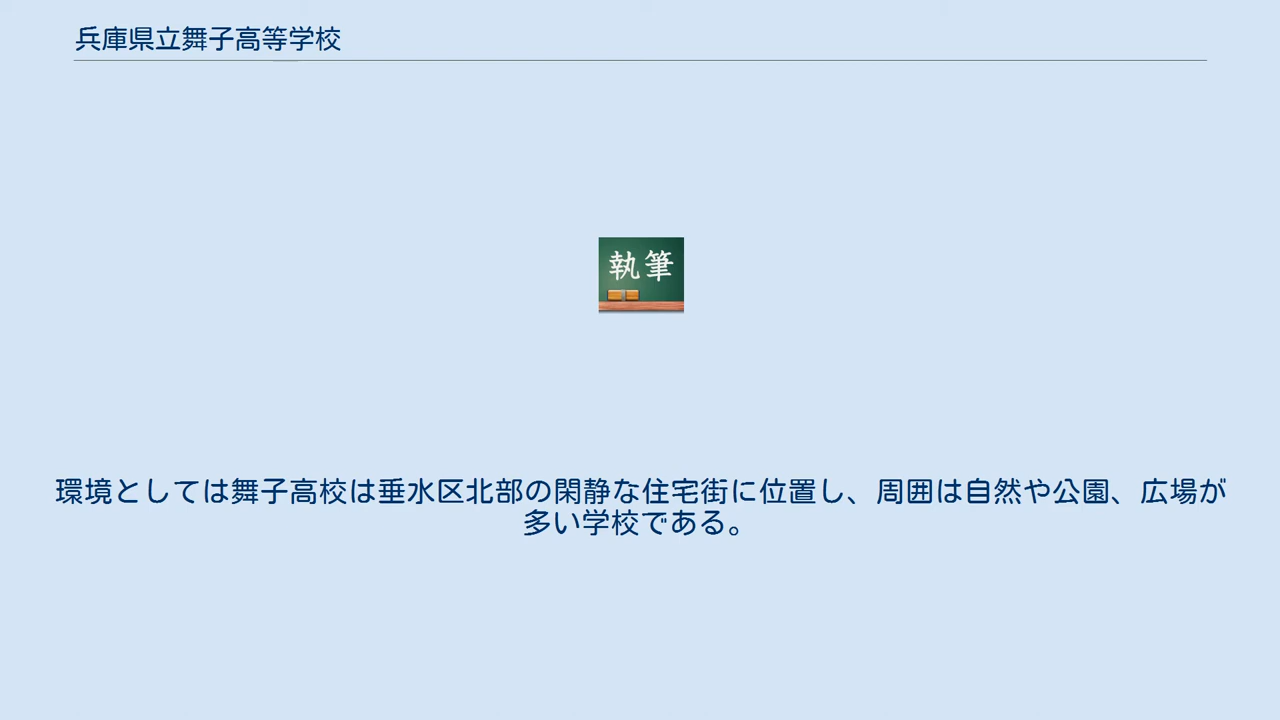 兵庫県立舞子高等学校
執筆
環境としては舞子高校は垂水区北部の閑静な住宅街に位置し、周囲は自然や公園、広場が
多い学校である。